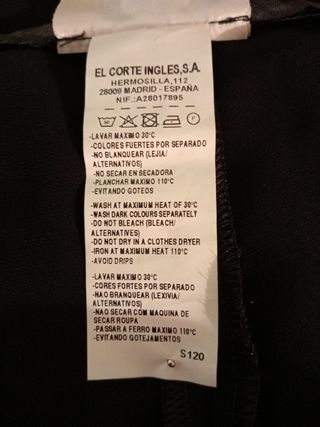 EL CORTE INGLES,S.A.
HERMOSILLA,112
28009 MADRID - ESPAÑA
NIF.:A28017895
30 P
-LAVAR MAXIMO 30°C
-COLORES FUERTES POR SEPARADO
-NO BLANQUEAR (LEJIA/
ALTERNATIVOS)
-NO SECAR EN SECADORA
-PLANCHAR MAXIMO 110°C
-EVITANDO GOTEOS
-WASH AT MAXIMUM HEAT OF 30°C
-WASH DARK COLOURS SEPARATELY
-DO NOT BLEACH (BLEACH/
ALTERNATIVES)
-DO NOT DRY IN A CLOTHES DRYER
-IRON AT MAXIMUM HEAT 110°C
-AVOID DRIPS
-LAVAR MAXIMO 30°C
-CORES FORTES POR SEPARADO
-NAO BRANQUEAR (LEXIVIA/
ALTERNATIVOS)
-NAO SECAR COM MAQUINA DE
SECAR ROUPA
-PASSAR A FERRO MAXIMO 110°C
-EVITANDO GOTEJAMENTOS
S120